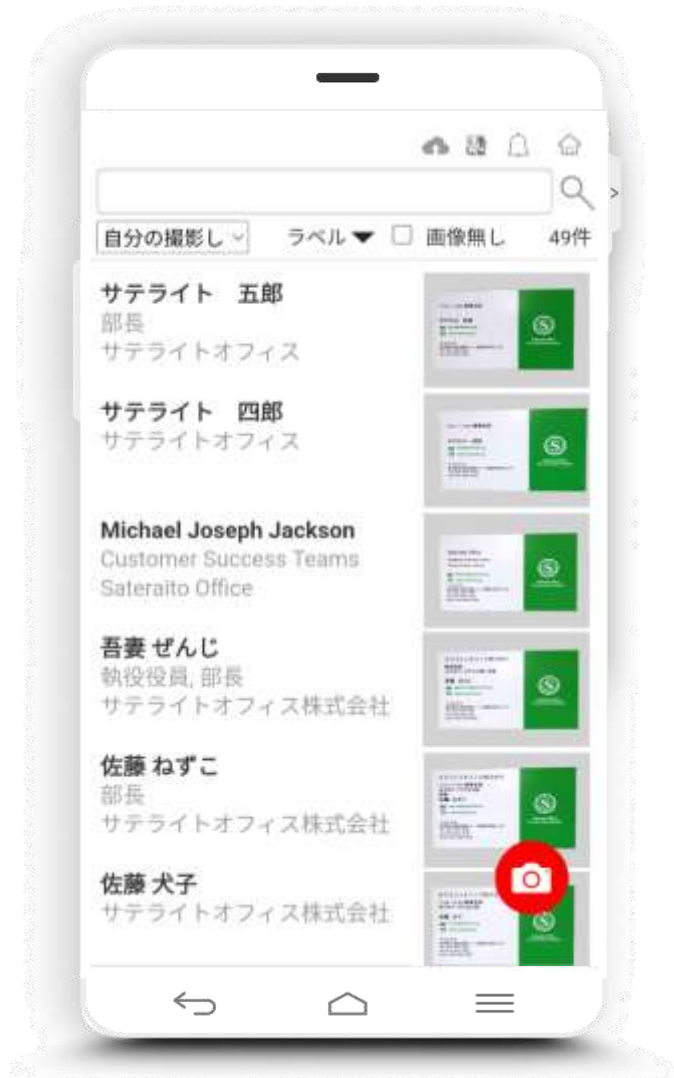 自分の撮影し
ラベル
画像無し
49件
サテライト　五郎
部長
サテライトオフィス
サテライト　四郎
サテライトオフィス
Michael Joseph Jackson
Customer Success Teams
Sateraito Office
吾妻 ぜんじ
執役役員, 部長
サテライトオフィス株式会社
佐藤 ねずこ
部長
サテライトオフィス株式会社
佐藤 犬子
サテライトオフィス株式会社